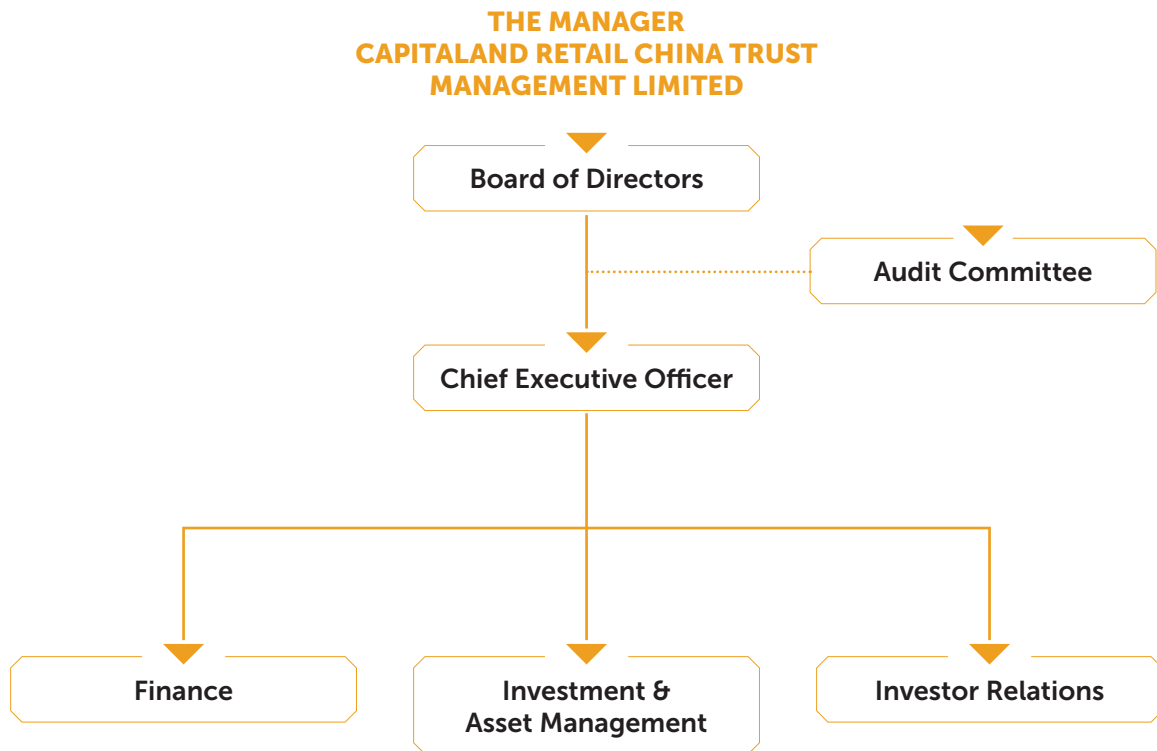 THE MANAGER
CAPITALAND RETAIL CHINA TRUST
MANAGEMENT LIMITED
Board of Directors
Audit Committee
Chief Executive Officer
Finance
Investment &
Asset Management
Investor Relations